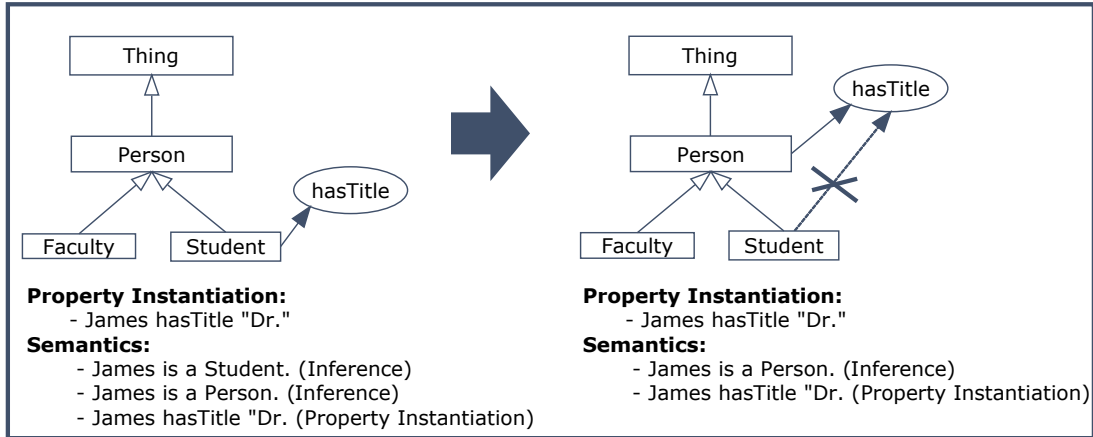 Thing
Person
hasTitle
Faculty
Student
Property Instantiation:
- James hasTitle "Dr."
Semantics:
- James is a Student. (Inference)
- James is a Person. (Inference)
- James hasTitle "Dr. (Property Instantiation)
Thing
hasTitle
Person
Faculty
Student
Property Instantiation:
- James hasTitle "Dr."
Semantics:
- James is a Person. (Inference)
- James hasTitle "Dr. (Property Instantiation)